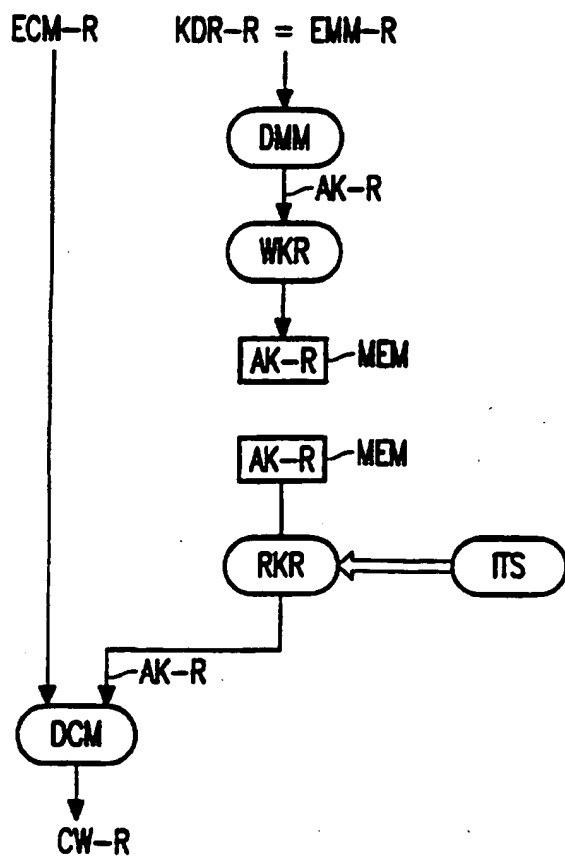 ECM-R
KDR-R = EMM-R
DMM
AK-R
WKR
AK-R
MEM
AK-R
MEM
RKR
ITS
AK-R
DCM
CW-R